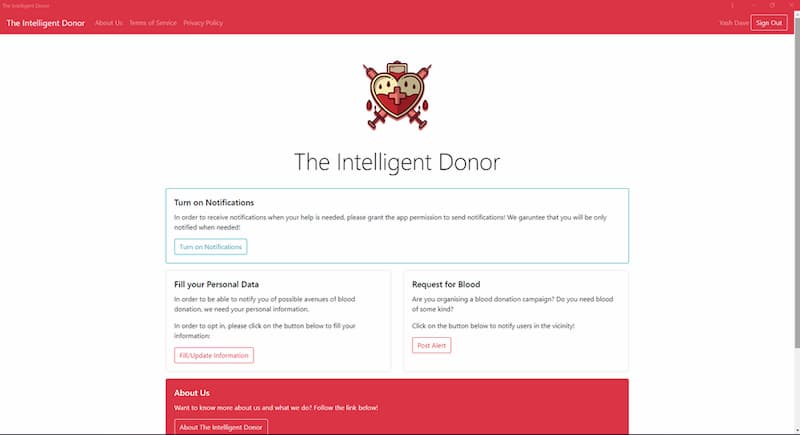 The Intelligent Donor
The Intelligent Donor About Us Terms of Service Privacy Policy Yash Dave Sign Out
The Intelligent Donor
Turn on Notifications
In order to receive notifications when your help is needed, please grant the app permission to send notifications! We garuntee that you will be only
notified when needed!
Turn on Notifications
Fill your Personal Data
In order to be able to notify you of possible avenues of blood
donation, we need your personal information.
In order to opt in, please click on the button below to fill your
information:
Fill/Update Information
Request for Blood
Are you organising a blood donation campaign? Do you need blood
of some kind?
Click on the button below to notify users in the vicinity!
Post Alert
About Us
Want to know more about us and what we do? Follow the link below!
About The Intelligent Donor